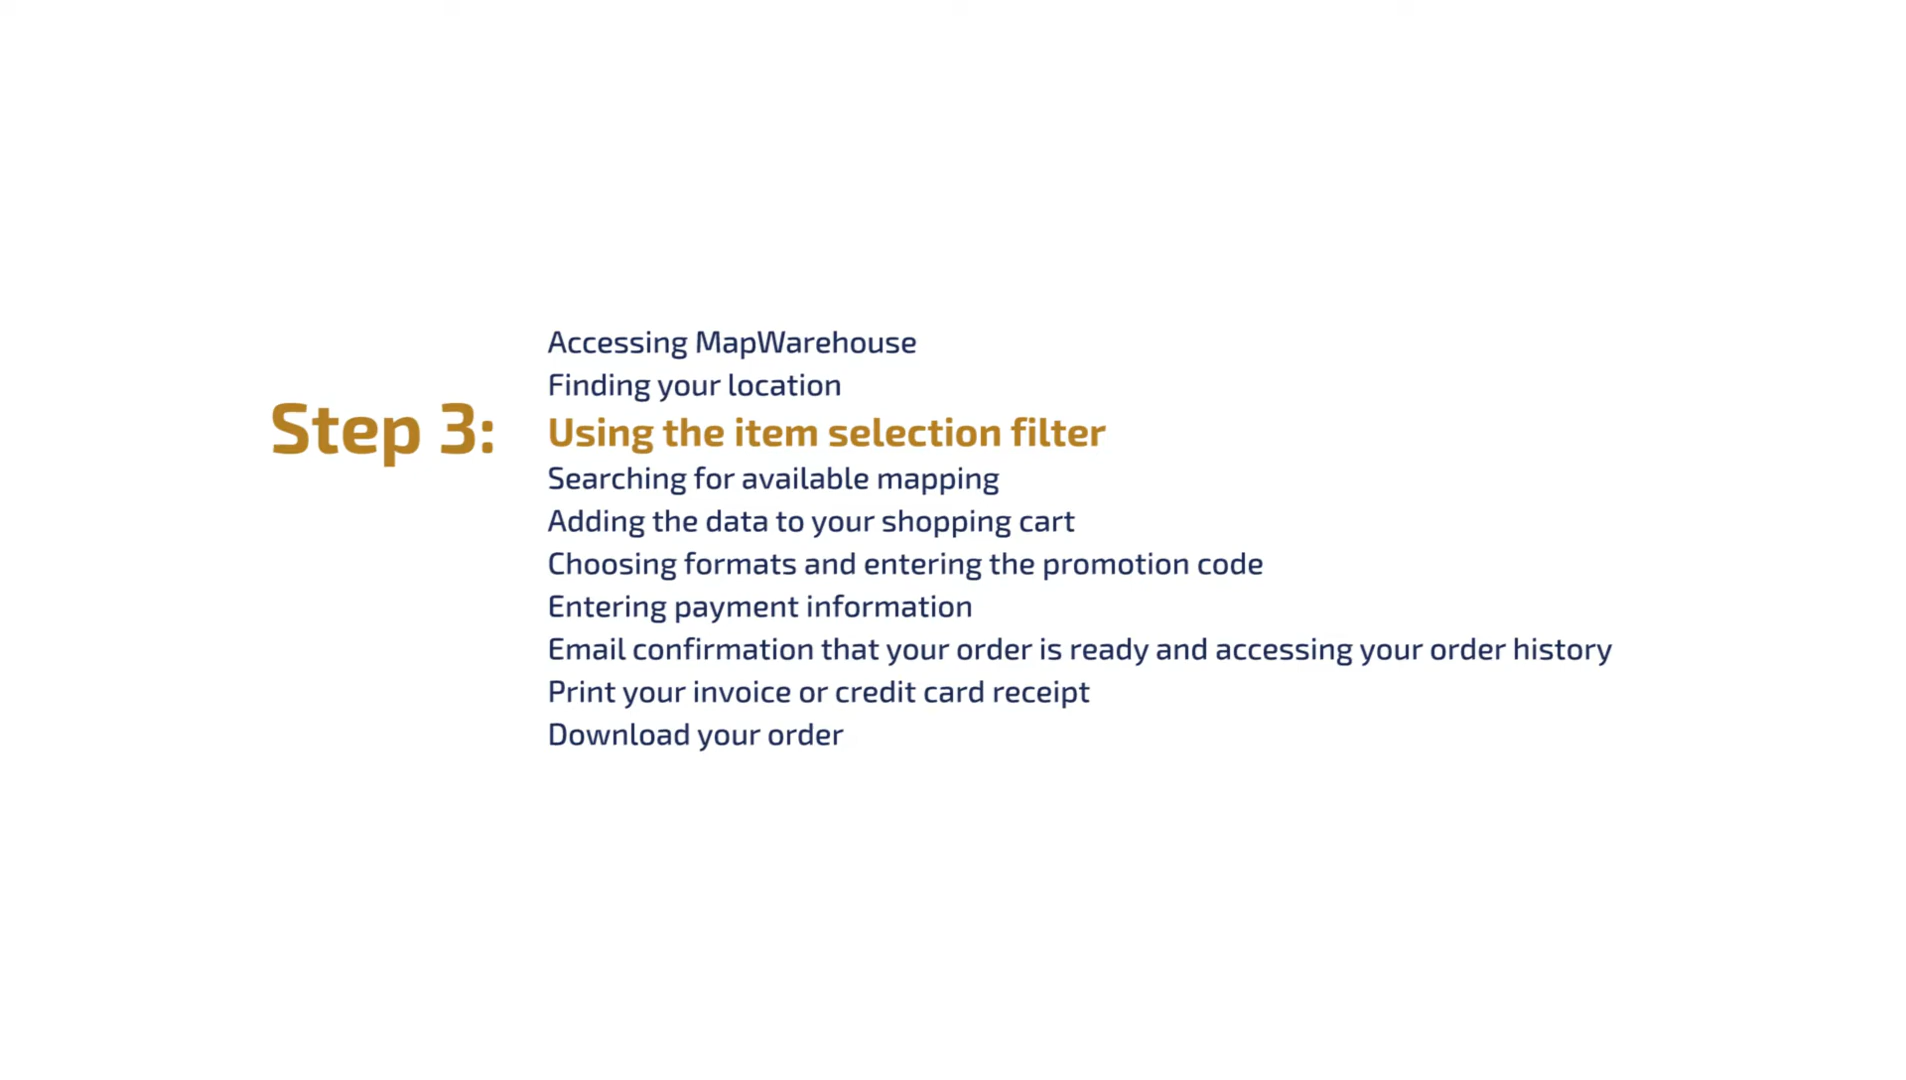 Accessing MapWarehouse
Finding your location
Step 3: Using the item selection filter
Searching for available mapping
Adding the data to your shopping cart
Choosing formats and entering the promotion code
Entering payment information
Email confirmation that your order is ready and accessing your order history
Print your invoice or credit card receipt
Download your order